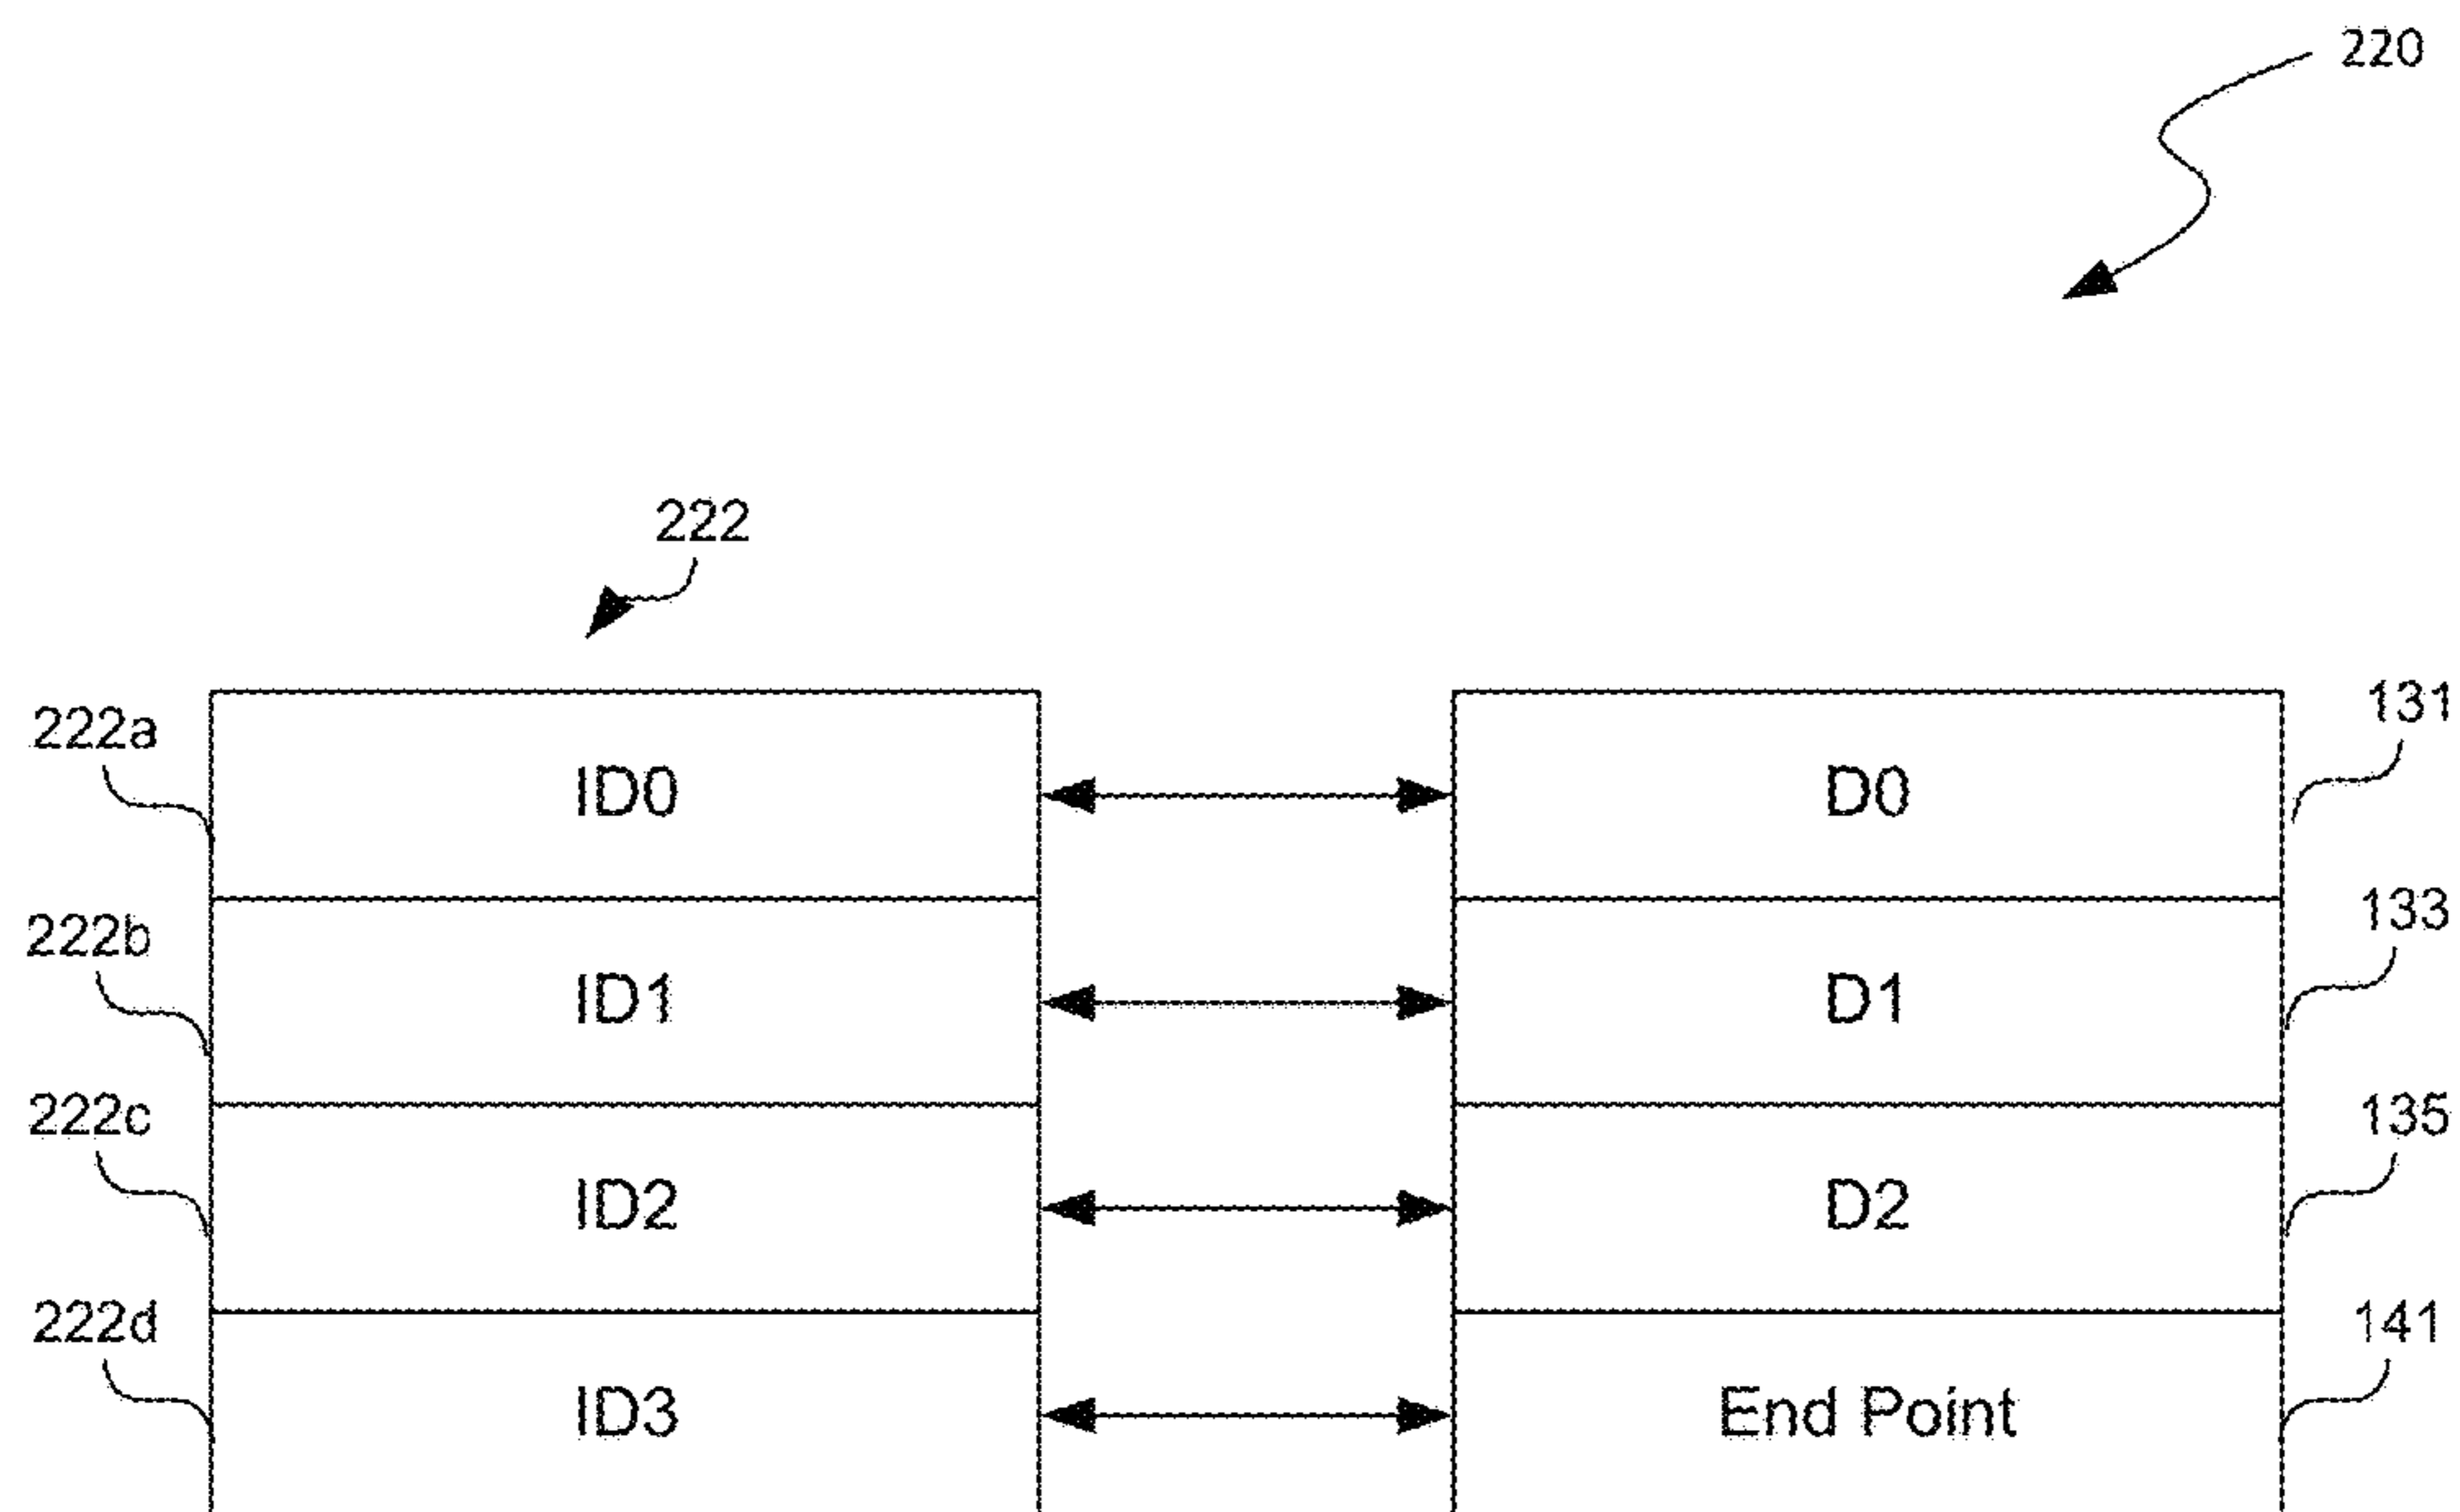 220
222
222a
ID0
D0
131
222b
ID1
D1
133
222c
ID2
D2
135
222d
ID3
End Point
141